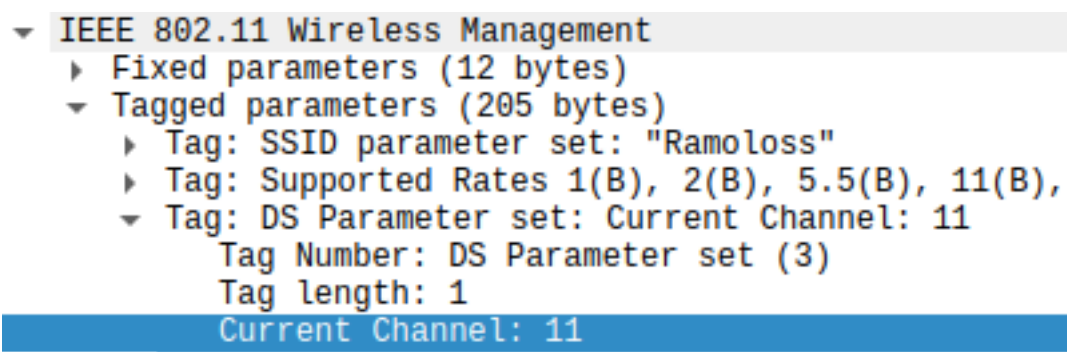 IEEE 802.11 Wireless Management
Fixed parameters (12 bytes)
Tagged parameters (205 bytes)
Tag: SSID parameter set: "Ramoloss"
Tag: Supported Rates 1(B), 2(B), 5.5(B), 11(B),
Tag: DS Parameter set: Current Channel: 11
Tag Number: DS Parameter set (3)
Tag length: 1
Current Channel: 11